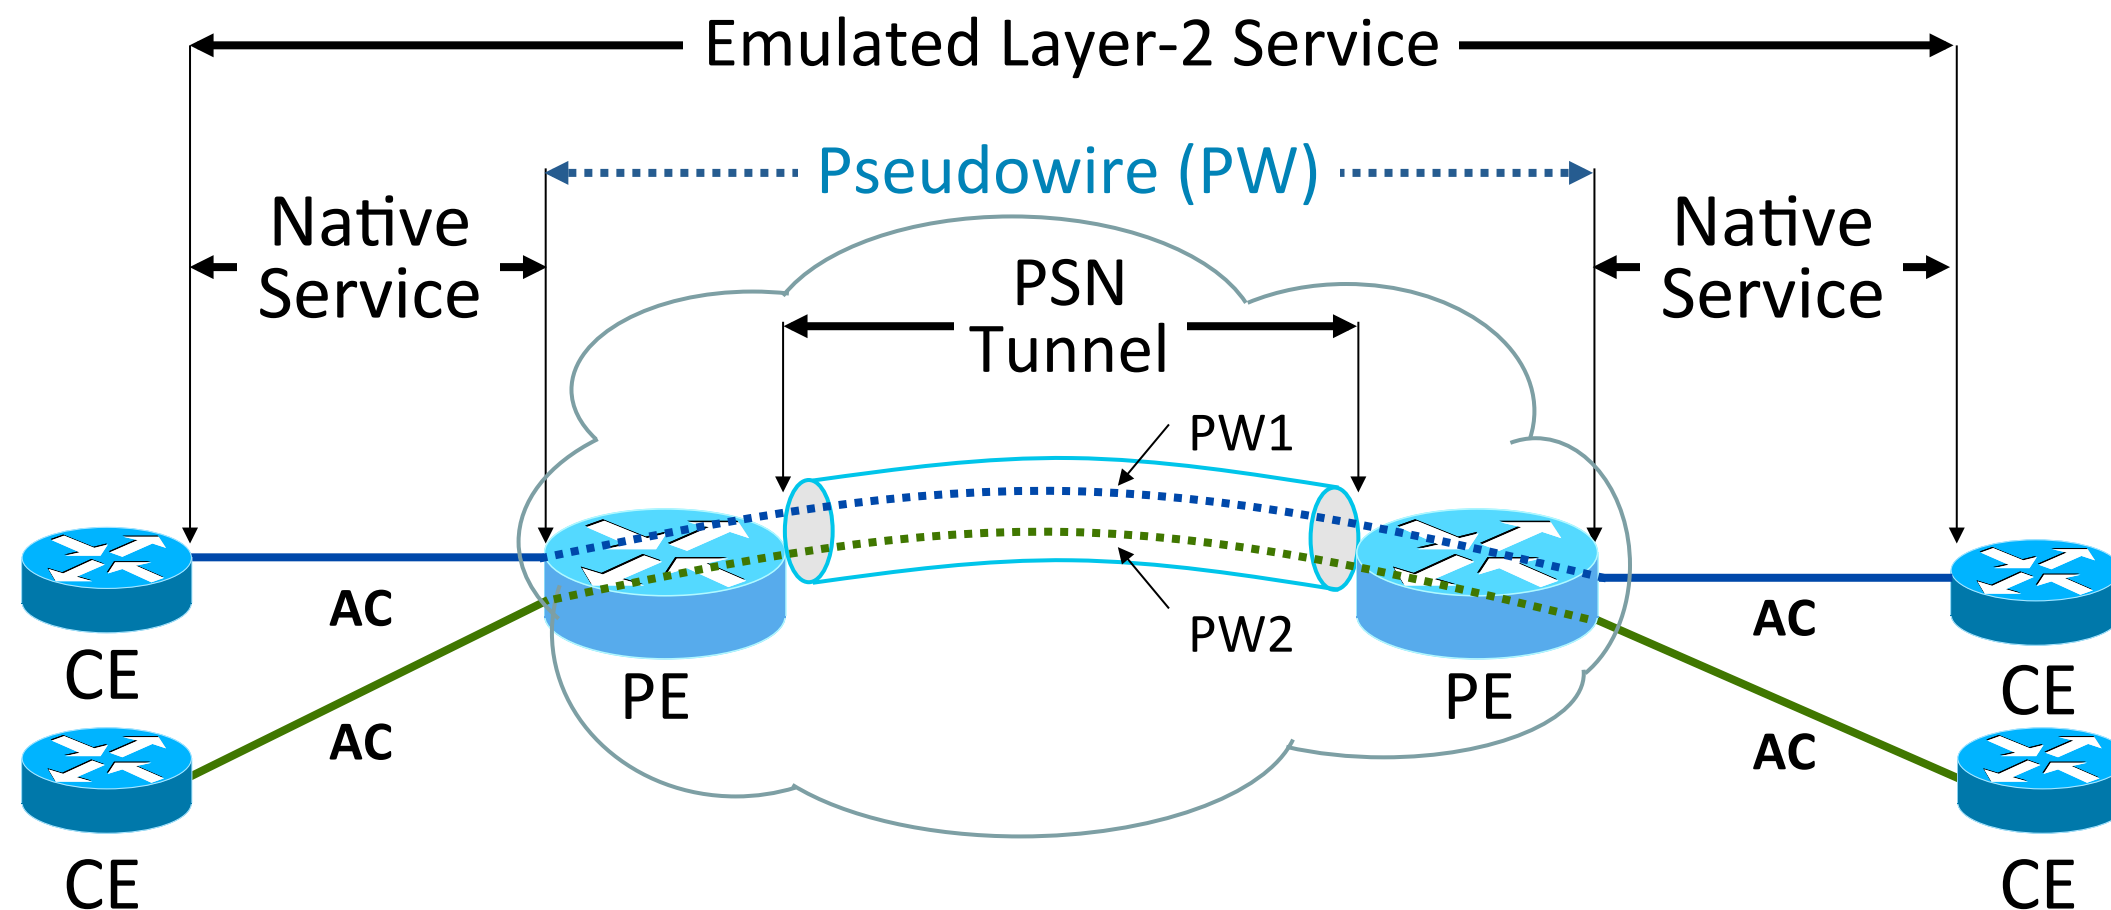 Emulated Layer-2 Service
Pseudowire (PW)
Native
Service
Native
Service
PSN
Tunnel
PW1
AC
AC
PW2
CE
PE
PE
CE
AC
AC
CE
CE